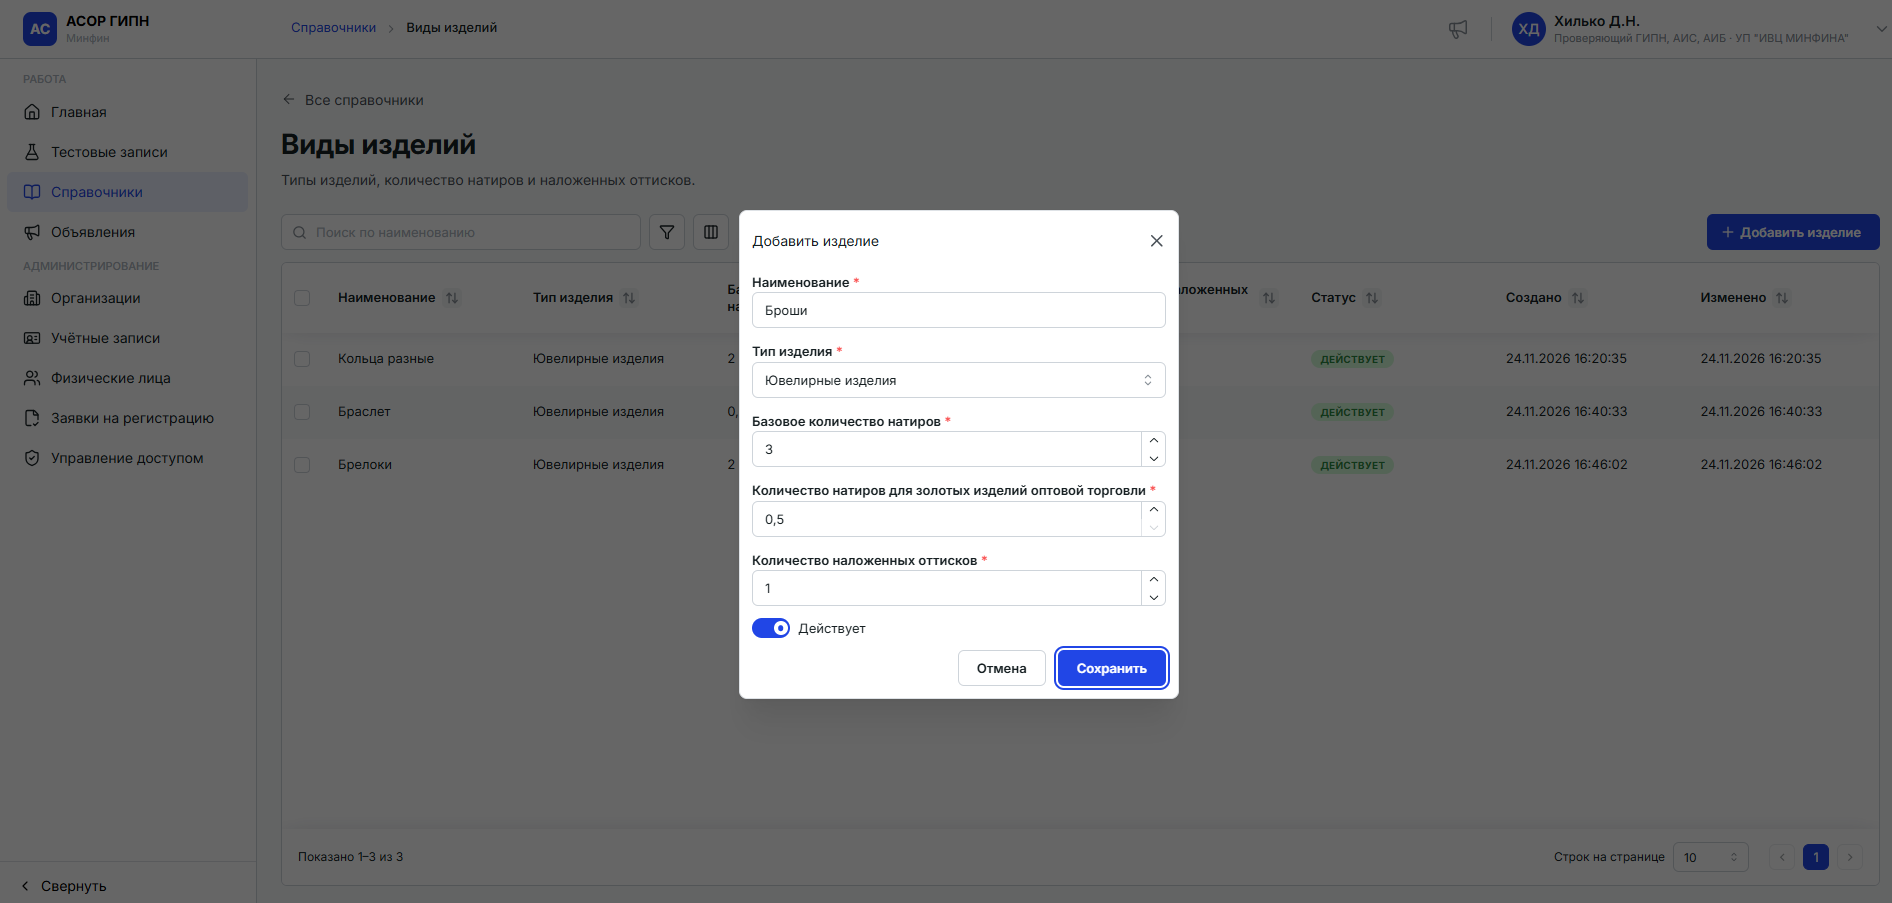 АС
АСОР ГИПН
Минфин
Справочники
Виды изделий
ХД
Хилько Д.Н.
Проверяющий ГИПН, АИС, АИБ · УП "ИВЦ МИНФИНА"
РАБОТА
Главная
Тестовые записи
Справочники
Объявления
АДМИНИСТРИРОВАНИЕ
Организации
Учётные записи
Физические лица
Заявки на регистрацию
Управление доступом
Свернуть
Все справочники
Виды изделий
Типы изделий, количество натиров и наложенных оттисков.
Поиск по наименованию
+ Добавить изделие
Наименование
Тип изделия
Статус
Создано
Изменено
Кольца разные
Ювелирные изделия
2
ДЕЙСТВУЕТ
24.11.2026 16:20:35
24.11.2026 16:20:35
Браслет
Ювелирные изделия
0,
ДЕЙСТВУЕТ
24.11.2026 16:40:33
24.11.2026 16:40:33
Брелоки
Ювелирные изделия
2
ДЕЙСТВУЕТ
24.11.2026 16:46:02
24.11.2026 16:46:02
Показано 1–3 из 3
Строк на странице
10
1
Добавить изделие
Наименование *
Броши
Тип изделия *
Ювелирные изделия
Базовое количество натиров *
3
Количество натиров для золотых изделий оптовой торговли *
0,5
Количество наложенных оттисков *
1
Действует
Отмена
Сохранить